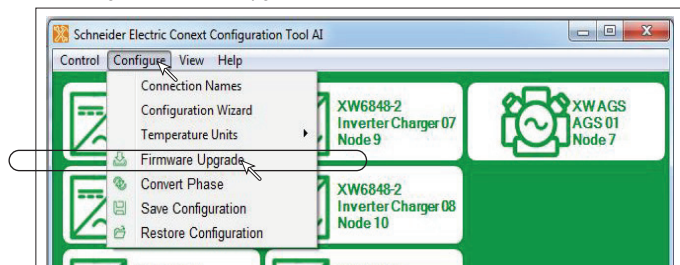 Schneider Electric Conext Configuration Tool AI
Control Configure View Help
Connection Names
Configuration Wizard
Temperature Units
Firmware Upgrade
Convert Phase
Save Configuration
Restore Configuration
XW6848-2
Inverter Charger 07
Node 9
XW6848-2
Inverter Charger 08
Node 10
XW AGS
AGS 01
Node 7